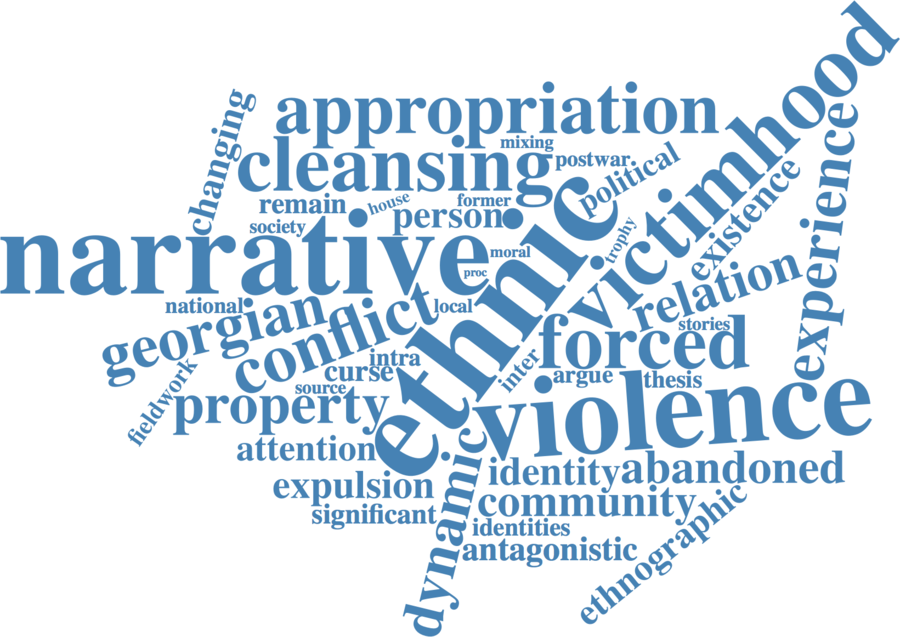 victimhood
appropriation
changing
experience
mixing
cleansing
postwar
political
remain
house
former
person
existence
society
trophy
narrative
moral
proc
ethnic
relation
national
local
georgian
conflict
stories
forced
intra
inter
curse
argue
thesis
fieldwork
source
property
violence
attention
dynamic
identity
abandoned
expulsion
community
significant
identities
ethnographic
antagonistic